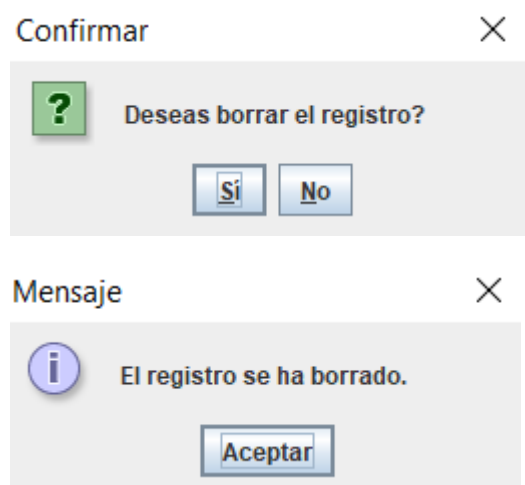 Confirmar
?
Deseas borrar el registro?
Sí No
Mensaje
i
El registro se ha borrado.
Aceptar